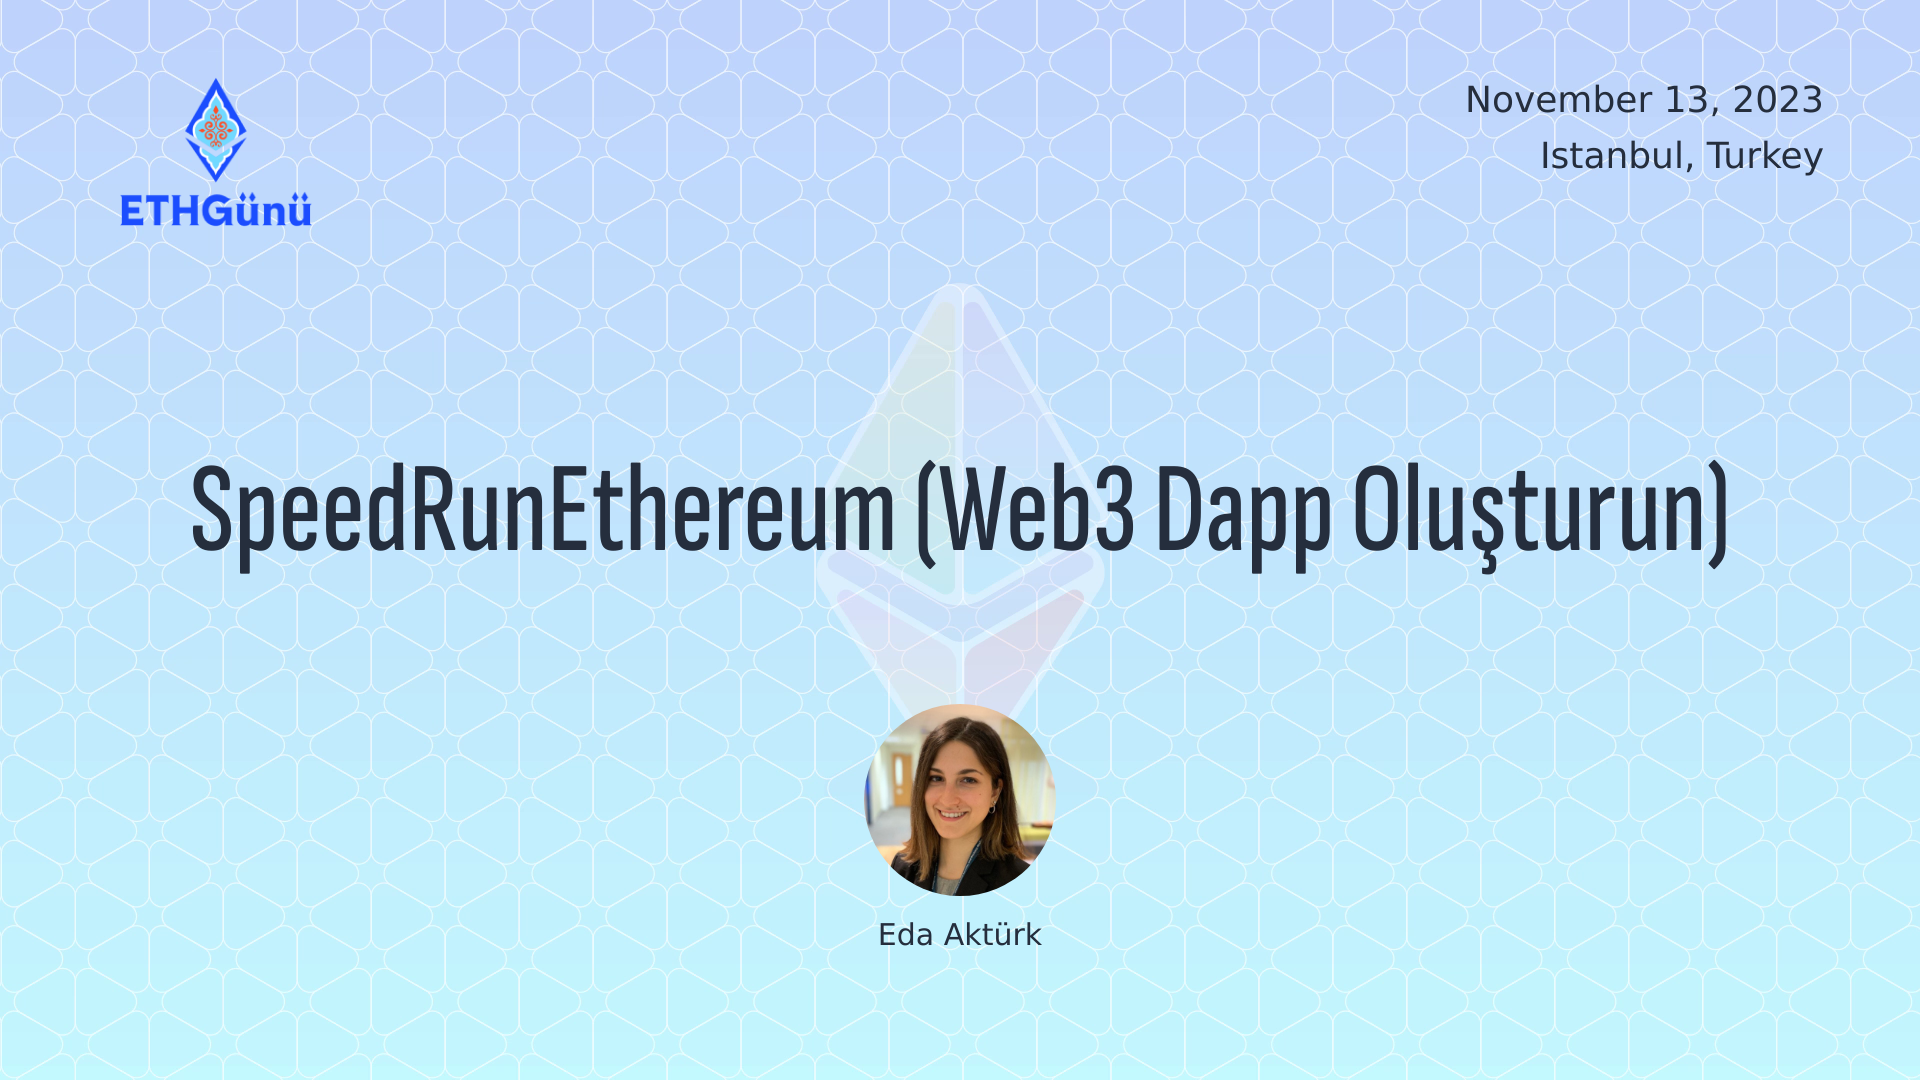 ETHGünü
November 13, 2023
Istanbul, Turkey
SpeedRunEthereum (Web3 Dapp Oluşturun)
Eda Aktürk